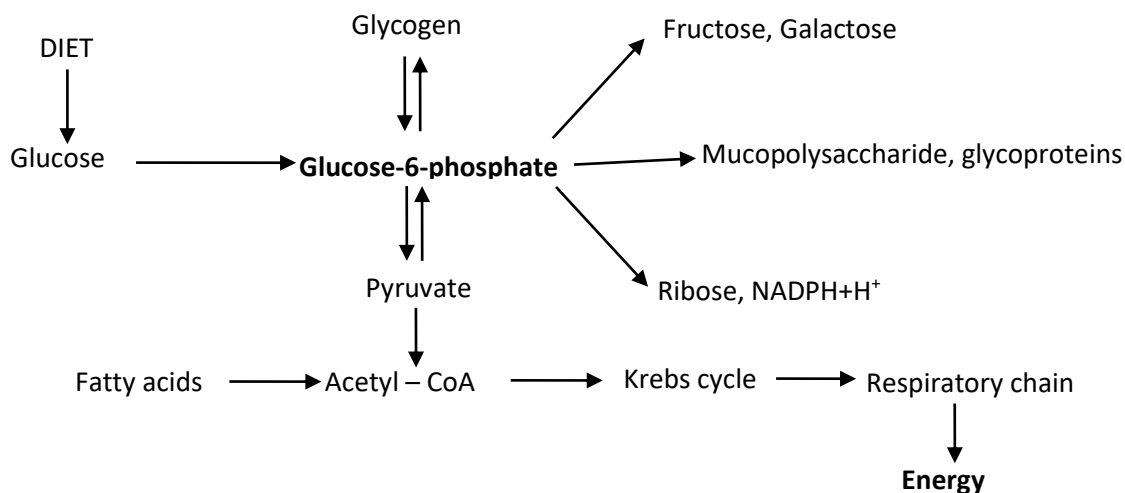 Glycogen
Fructose, Galactose
DIET
Glucose
Glucose-6-phosphate
Mucopolysaccharide, glycoproteins
Pyruvate
Ribose, NADPH+H⁺
Fatty acids
Acetyl – CoA
Krebs cycle
Respiratory chain
Energy